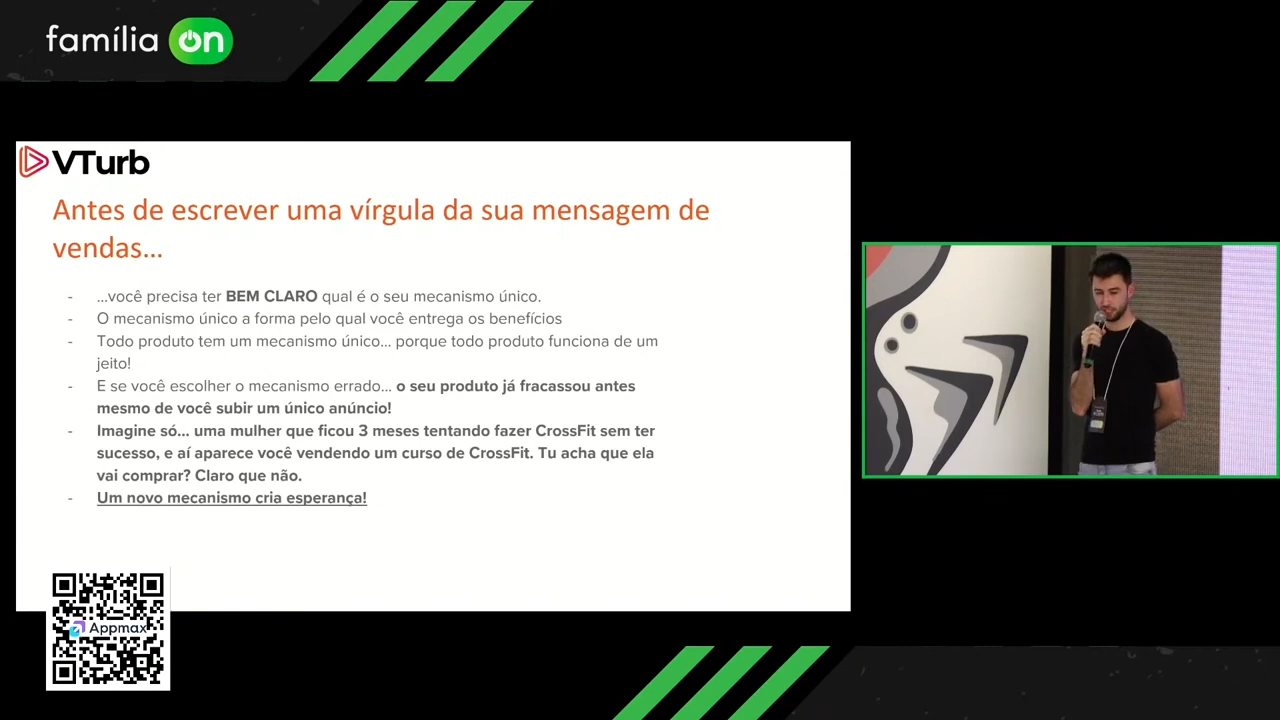 família on
VTurb
Antes de escrever uma vírgula da sua mensagem de
vendas...
- ...você precisa ter BEM CLARO qual é o seu mecanismo único.
- O mecanismo único a forma pelo qual você entrega os benefícios
- Todo produto tem um mecanismo único... porque todo produto funciona de um
jeito!
- E se você escolher o mecanismo errado... o seu produto já fracassou antes
mesmo de você subir um único anúncio!
- Imagine só... uma mulher que ficou 3 meses tentando fazer CrossFit sem ter
sucesso, e aí aparece você vendendo um curso de CrossFit. Tu acha que ela
vai comprar? Claro que não.
- Um novo mecanismo cria esperança!
Appmax